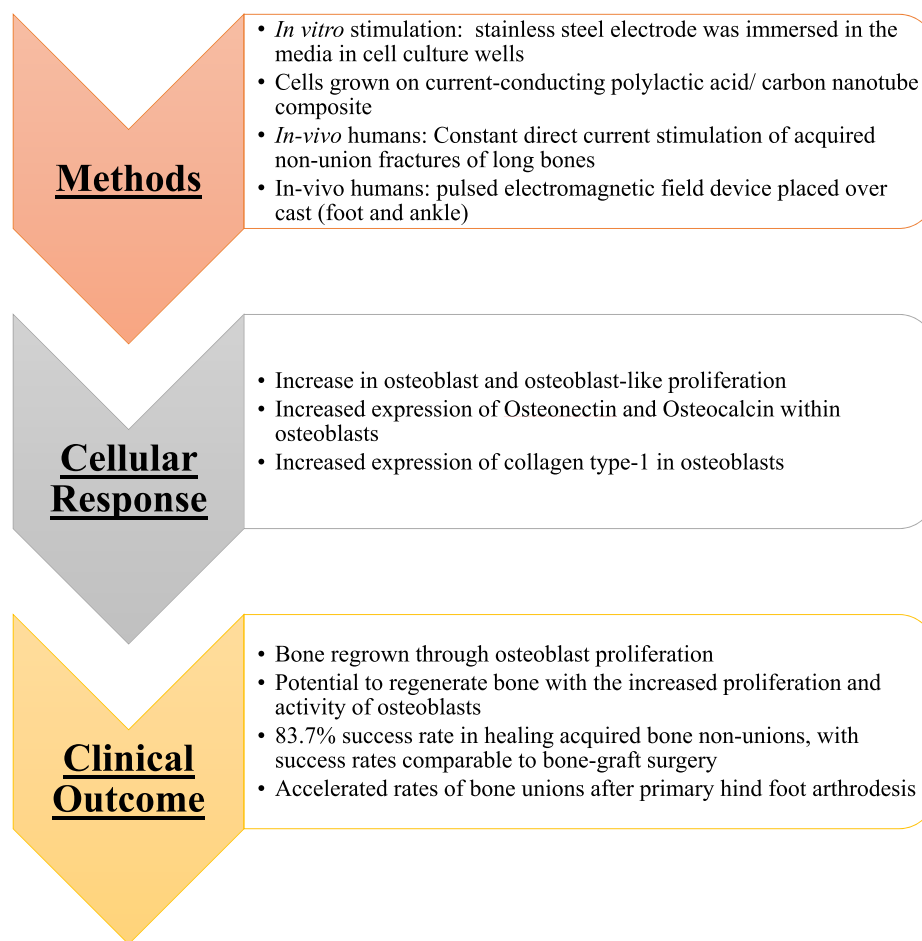 Methods
• In vitro stimulation:  stainless steel electrode was immersed in the
media in cell culture wells
• Cells grown on current-conducting polylactic acid/ carbon nanotube
composite
• In-vivo humans: Constant direct current stimulation of acquired
non-union fractures of long bones
• In-vivo humans: pulsed electromagnetic field device placed over
cast (foot and ankle)
Cellular
Response
• Increase in osteoblast and osteoblast-like proliferation
• Increased expression of Osteonectin and Osteocalcin within
osteoblasts
• Increased expression of collagen type-1 in osteoblasts
Clinical
Outcome
• Bone regrown through osteoblast proliferation
• Potential to regenerate bone with the increased proliferation and
activity of osteoblasts
• 83.7% success rate in healing acquired bone non-unions, with
success rates comparable to bone-graft surgery
• Accelerated rates of bone unions after primary hind foot arthrodesis